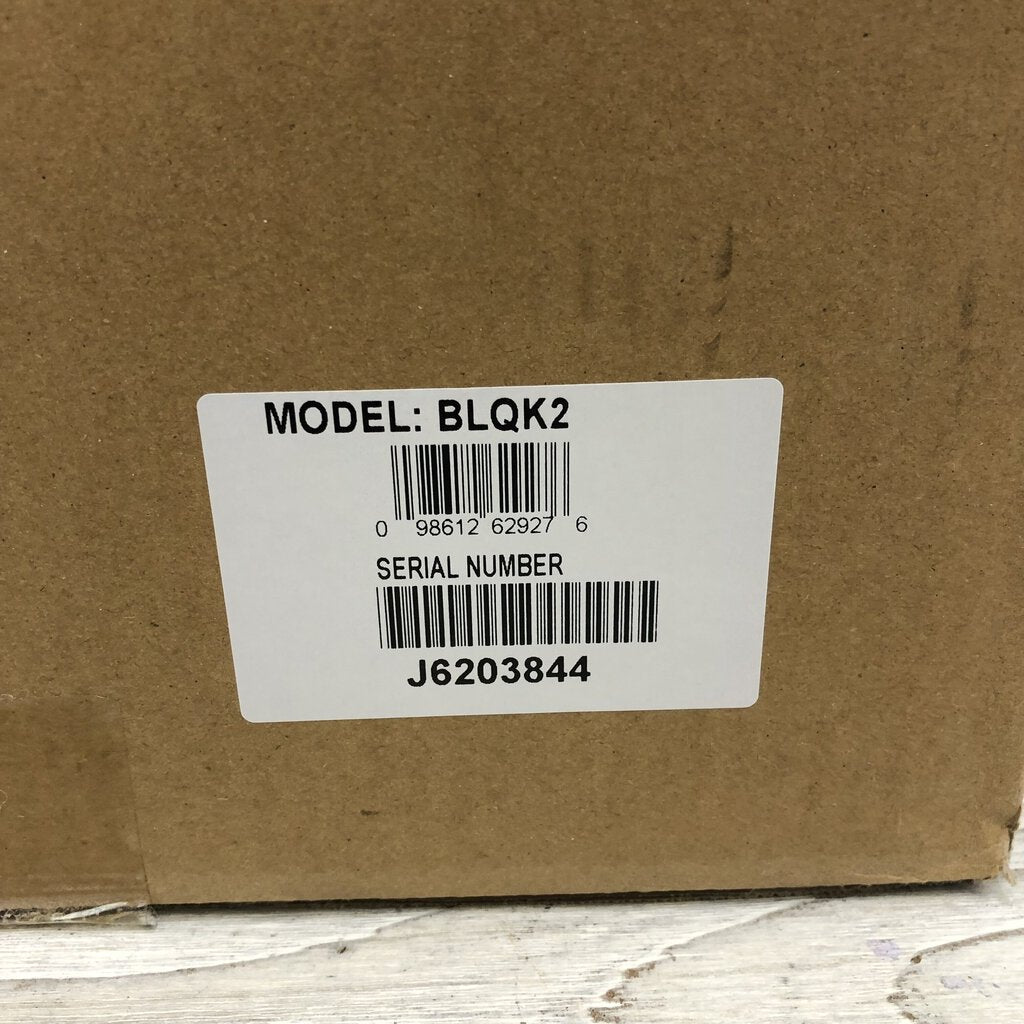 MODEL: BLQK2
0 98612 62927 6
SERIAL NUMBER
J6203844